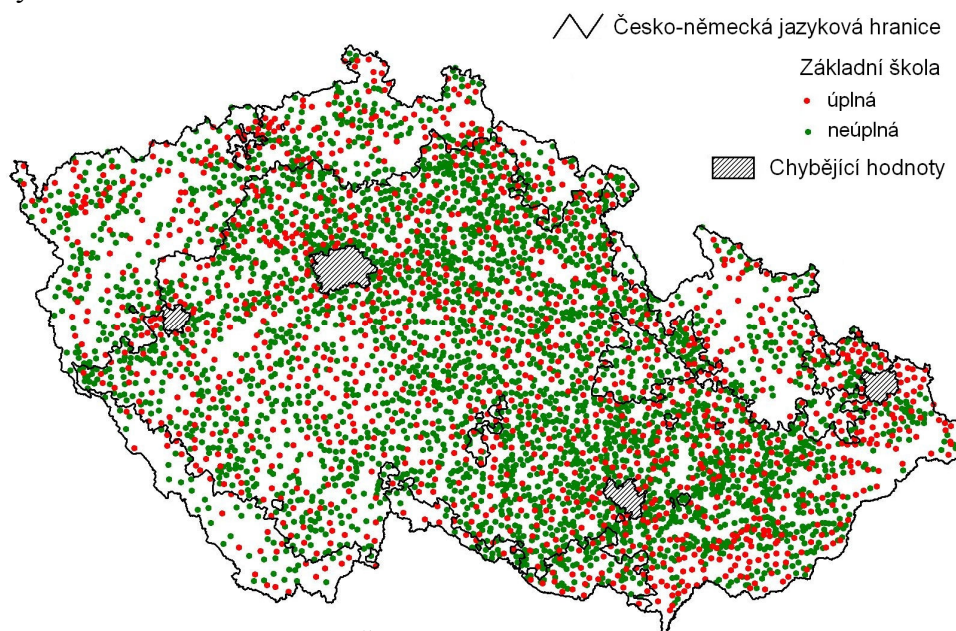 Česko-německá jazyková hranice
Základní škola
úplná
neúplná
Chybějící hodnoty